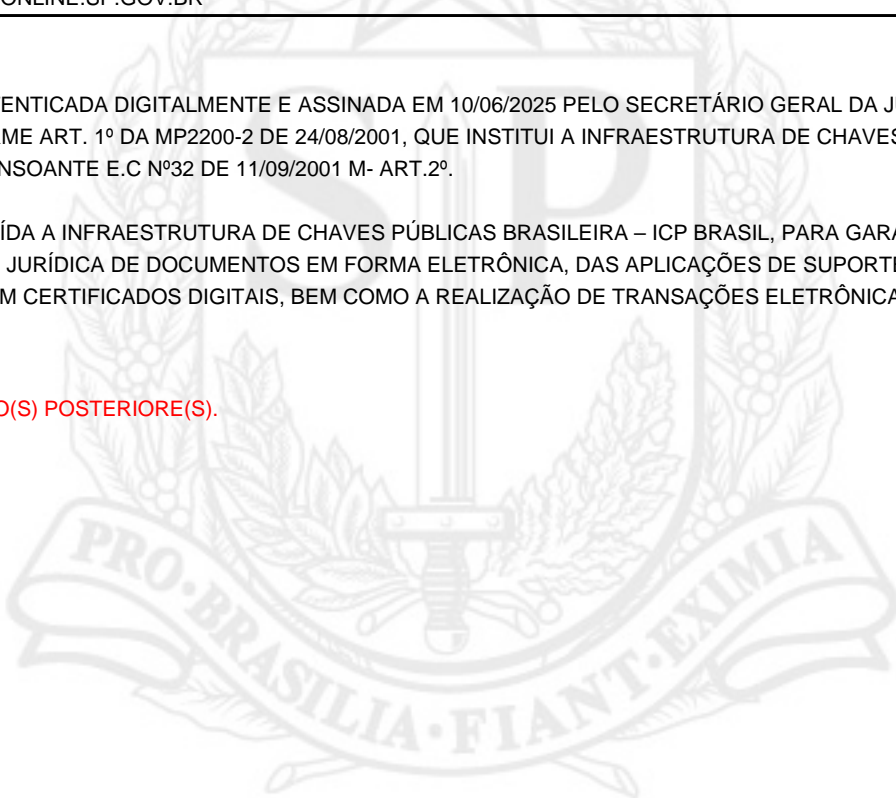 ONLINE.SP.GOV.BR
ENTICADA DIGITALMENTE E ASSINADA EM 10/06/2025 PELO SECRETÁRIO GERAL DA J
ME ART. 1º DA MP2200-2 DE 24/08/2001, QUE INSTITUI A INFRAESTRUTURA DE CHAVES
NSOANTE E.C Nº32 DE 11/09/2001 M- ART.2º.
ÍDA A INFRAESTRUTURA DE CHAVES PÚBLICAS BRASILEIRA – ICP BRASIL, PARA GARA
JURÍDICA DE DOCUMENTOS EM FORMA ELETRÔNICA, DAS APLICAÇÕES DE SUPORTE
M CERTIFICADOS DIGITAIS, BEM COMO A REALIZAÇÃO DE TRANSAÇÕES ELETRÔNICA
O(S) POSTERIORE(S).
SP
PRO·BRASILIA·FIANT·EXIMIA